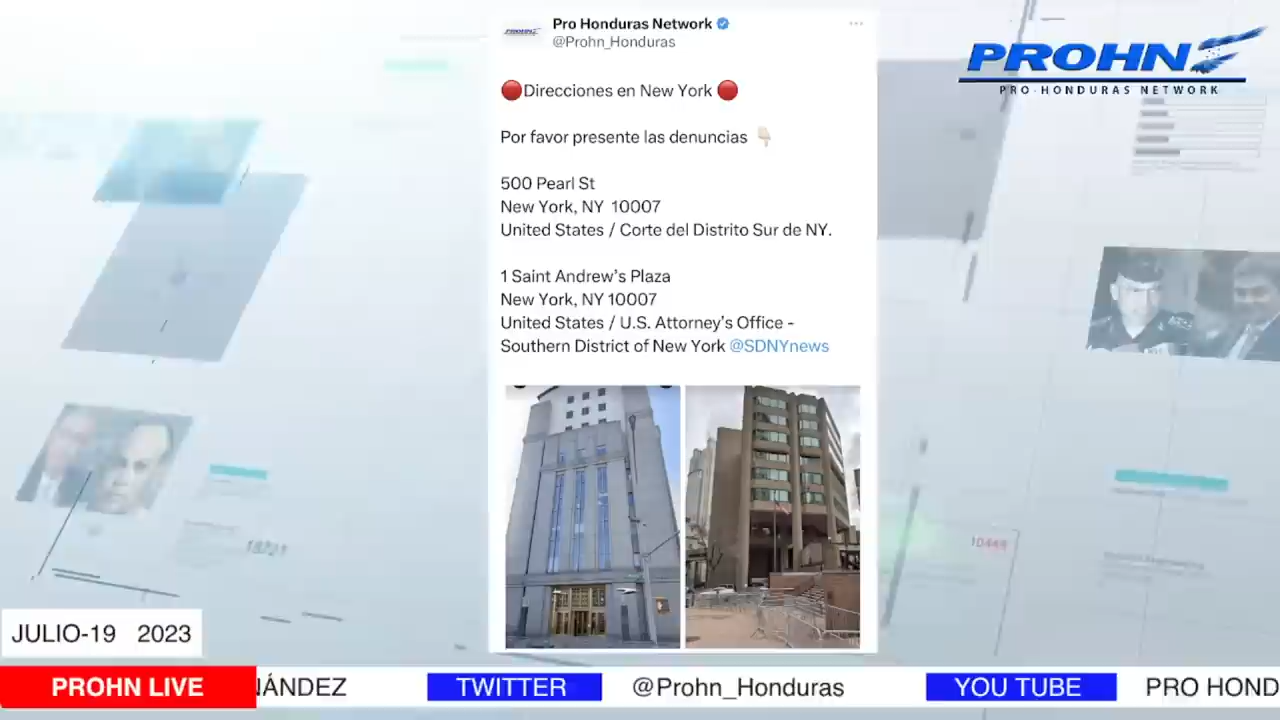 Pro Honduras Network
@Prohn_Honduras
🔴Direcciones en New York 🔴
Por favor presente las denuncias 👇🏻
500 Pearl St
New York, NY 10007
United States / Corte del Distrito Sur de NY.
1 Saint Andrew's Plaza
New York, NY 10007
United States / U.S. Attorney's Office -
Southern District of New York @SDNYnews
PROHN
PRO-HONDURAS NETWORK
18721
10449
JULIO-19 2023
PROHN LIVE
NÁNDEZ TWITTER @Prohn_Honduras YOU TUBE PRO HOND